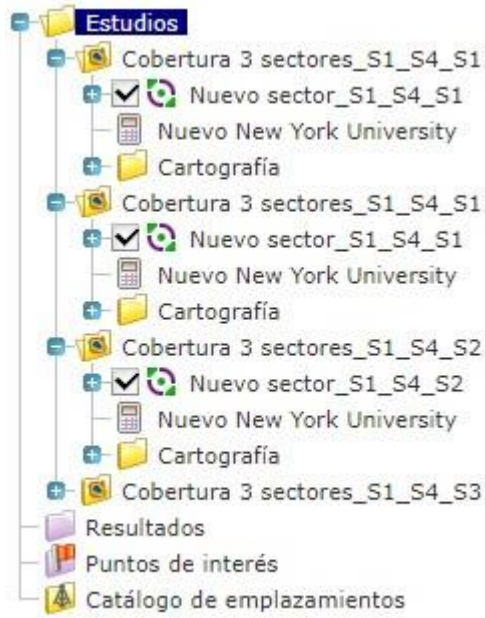 Estudios
Cobertura 3 sectores_S1_S4_S1
Nuevo sector_S1_S4_S1
Nuevo New York University
Cartografía
Cobertura 3 sectores_S1_S4_S1
Nuevo sector_S1_S4_S1
Nuevo New York University
Cartografía
Cobertura 3 sectores_S1_S4_S2
Nuevo sector_S1_S4_S2
Nuevo New York University
Cartografía
Cobertura 3 sectores_S1_S4_S3
Resultados
Puntos de interés
Catálogo de emplazamientos